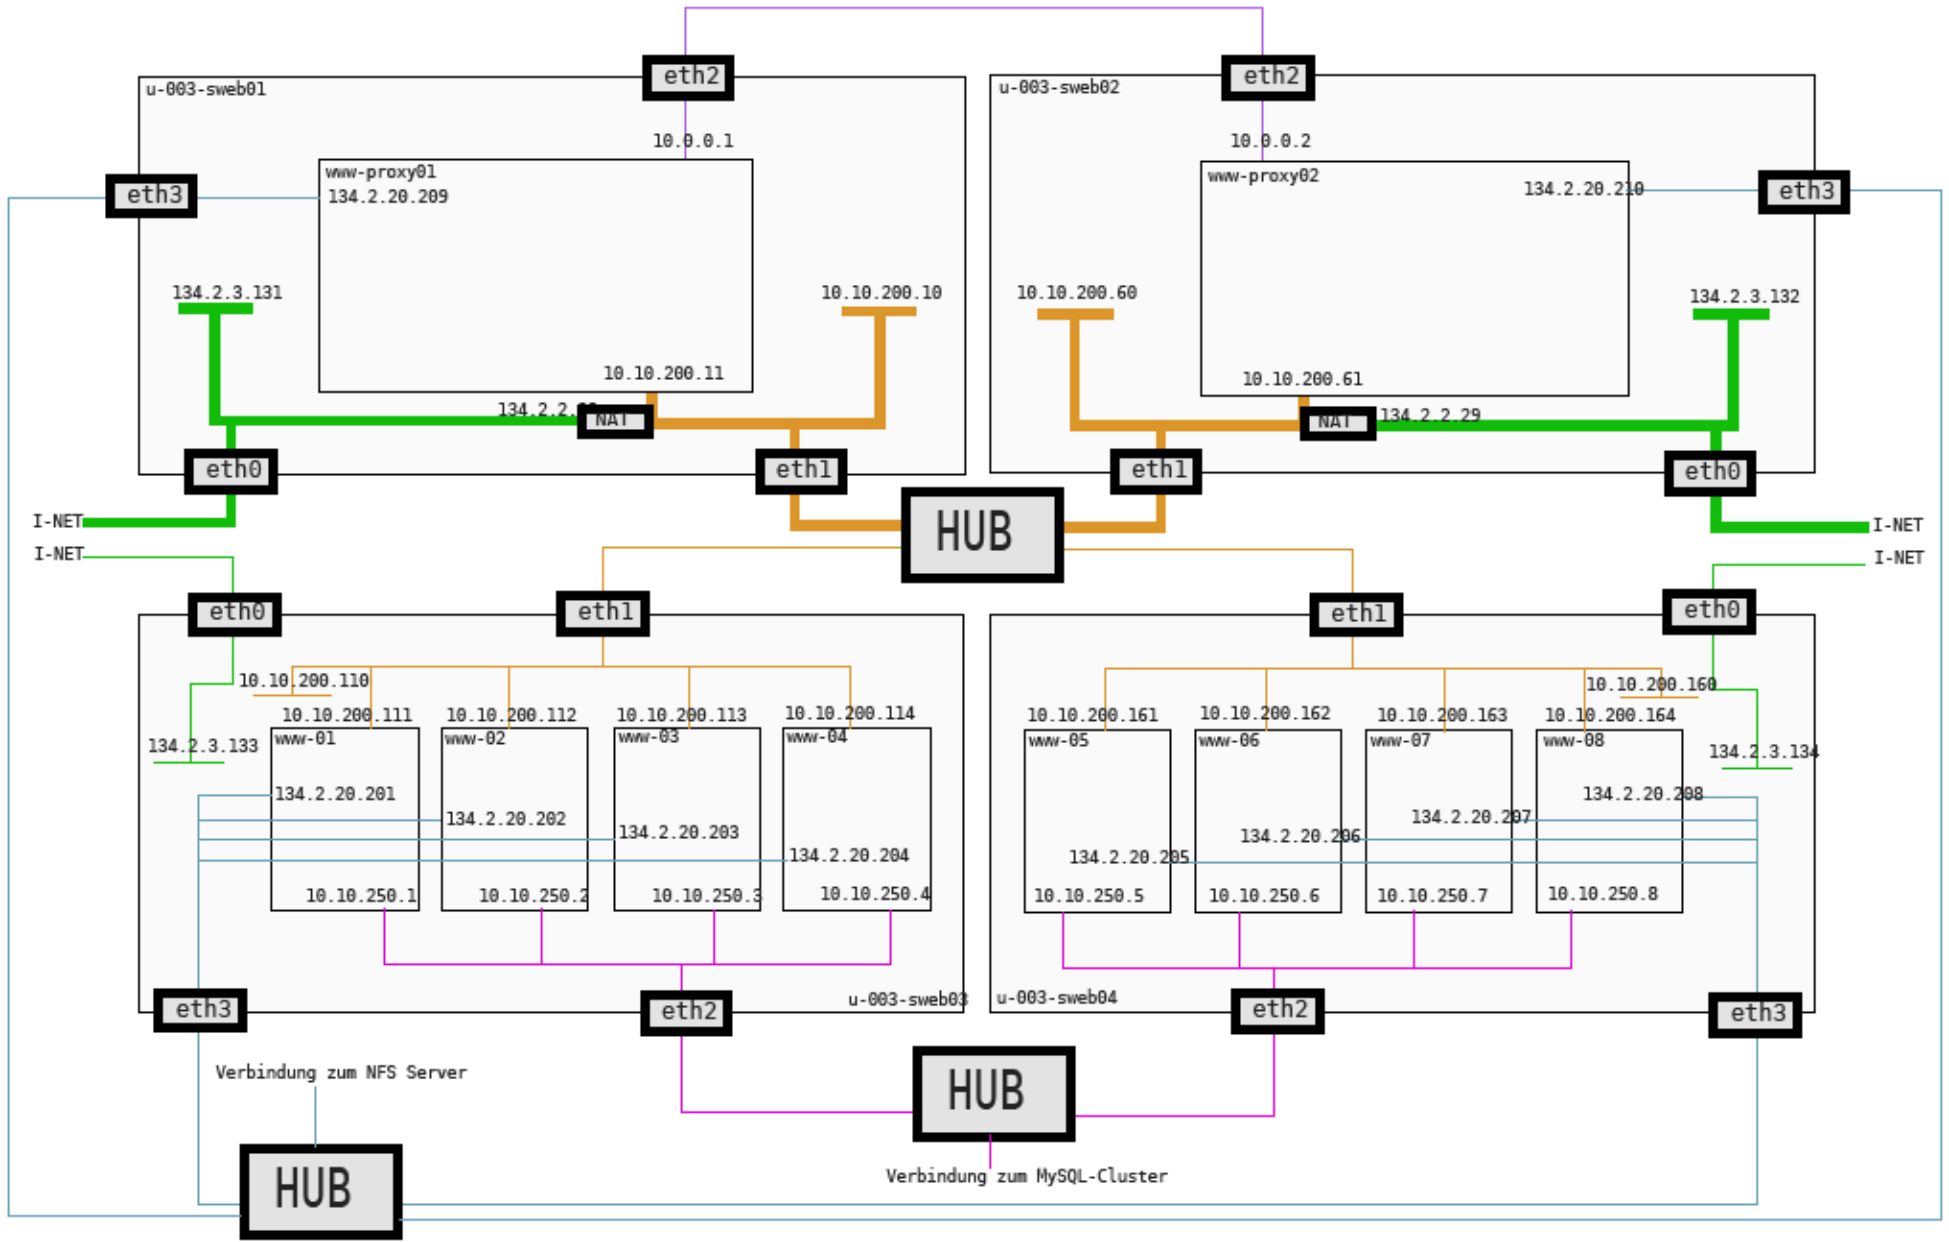 eth2
eth2
u-003-sweb01
u-003-sweb02
10.0.0.1
10.0.0.2
www-proxy01
www-proxy02
eth3
134.2.20.209
134.2.20.210
eth3
134.2.3.131
10.10.200.10
10.10.200.60
134.2.3.132
10.10.200.11
10.10.200.61
134.2.2.
NAT
NAT
134.2.2.29
eth0
eth1
eth1
eth0
I-NET
HUB
I-NET
I-NET
I-NET
eth0
eth1
eth1
eth0
10.10.200.110
10.10.200.160
10.10.200.111
10.10.200.112
10.10.200.113
10.10.200.114
10.10.200.161
10.10.200.162
10.10.200.163
10.10.200.164
www-01
www-02
www-03
www-04
www-05
www-06
www-07
www-08
134.2.3.133
134.2.3.134
134.2.20.201
134.2.20.202
134.2.20.203
134.2.20.204
134.2.20.205
134.2.20.206
134.2.20.207
134.2.20.208
10.10.250.1
10.10.250.2
10.10.250.3
10.10.250.4
10.10.250.5
10.10.250.6
10.10.250.7
10.10.250.8
u-003-sweb03
u-003-sweb04
eth3
eth2
eth2
eth3
Verbindung zum NFS Server
HUB
Verbindung zum MySQL-Cluster
HUB